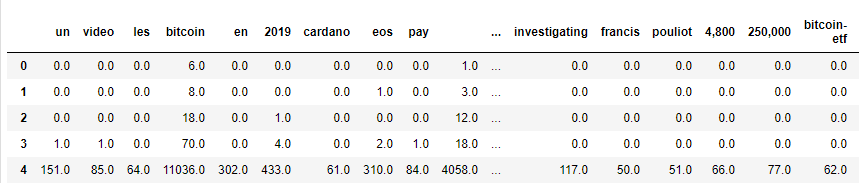 un video les bitcoin en 2019 cardano eos pay ... investigating francis pouliot 4,800 250,000 bitcoin-etf
0 0.0 0.0 0.0 6.0 0.0 0.0 0.0 0.0 0.0 1.0 ... 0.0 0.0 0.0 0.0 0.0 0.0
1 0.0 0.0 0.0 8.0 0.0 0.0 0.0 1.0 0.0 3.0 ... 0.0 0.0 0.0 0.0 0.0 0.0
2 0.0 0.0 0.0 18.0 0.0 1.0 0.0 0.0 0.0 12.0 ... 0.0 0.0 0.0 0.0 0.0 0.0
3 1.0 1.0 0.0 70.0 0.0 4.0 0.0 2.0 1.0 18.0 ... 0.0 0.0 0.0 0.0 0.0 0.0
4 151.0 85.0 64.0 11036.0 302.0 433.0 61.0 310.0 84.0 4058.0 ... 117.0 50.0 51.0 66.0 77.0 62.0